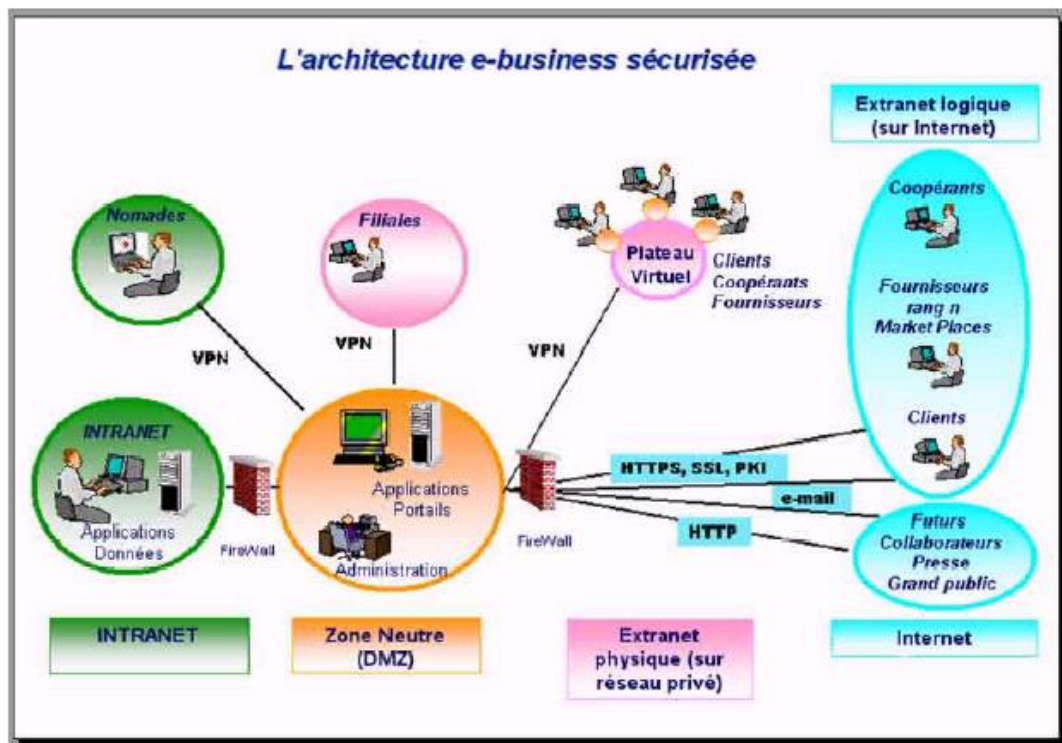 L'architecture e-business sécurisée
Extranet logique
(sur Internet)
Nomades
Filiales
Plateau
Virtuel
Clients
Coopérants
Fournisseurs
Coopérants
Fournisseurs
rang n
Market Places
Clients
VPN
VPN
VPN
INTRANET
Applications
Données
FireWall
Applications
Portails
Administration
FireWall
HTTPS, SSL, PKI
e-mail
HTTP
Futurs
Collaborateurs
Presse
Grand public
INTRANET
Zone Neutre
(DMZ)
Extranet
physique (sur
réseau privé)
Internet